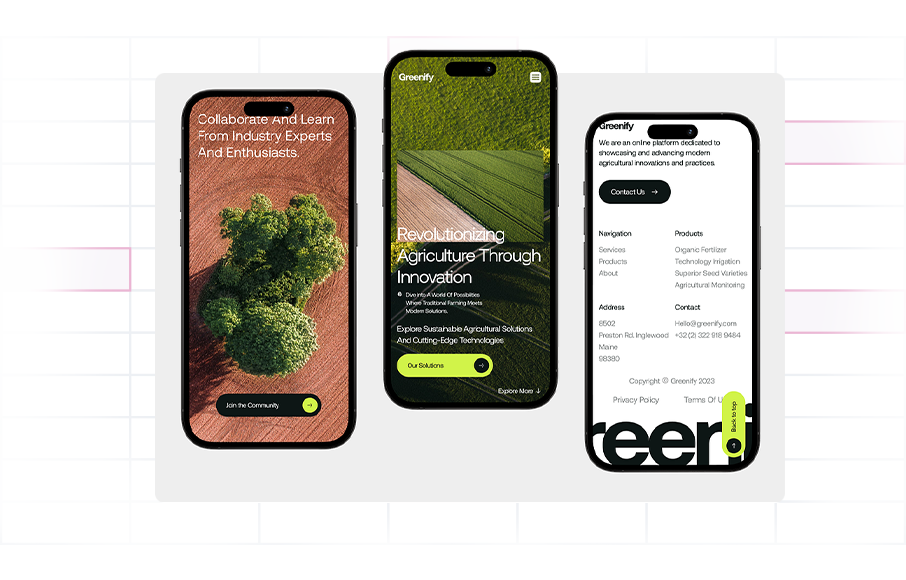 Collaborate And Learn
From Industry Experts
And Enthusiasts.
Join the Community
Greenify
Revolutionizing
Agriculture Through
Innovation
Dive Into A World Of Possibilities
Where Traditional Farming Meets
Modern Solutions.
Explore Sustainable Agricultural Solutions
And Cutting-Edge Technologies
Our Solutions
Explore More
Greenify
We are an online platform dedicated to
showcasing and advancing modern
agricultural innovations and practices.
Contact Us
Navigation
Services
Products
About
Products
Organic Fertilizer
Technology Irrigation
Superior Seed Varieties
Agricultural Monitoring
Address
8502
Preston Rd. Inglewood
Maine
98380
Contact
Hello@greenify.com
+32 (2) 322 918 9484
Copyright © Greenify 2023
Privacy Policy
Terms Of U
Back to top
reeni